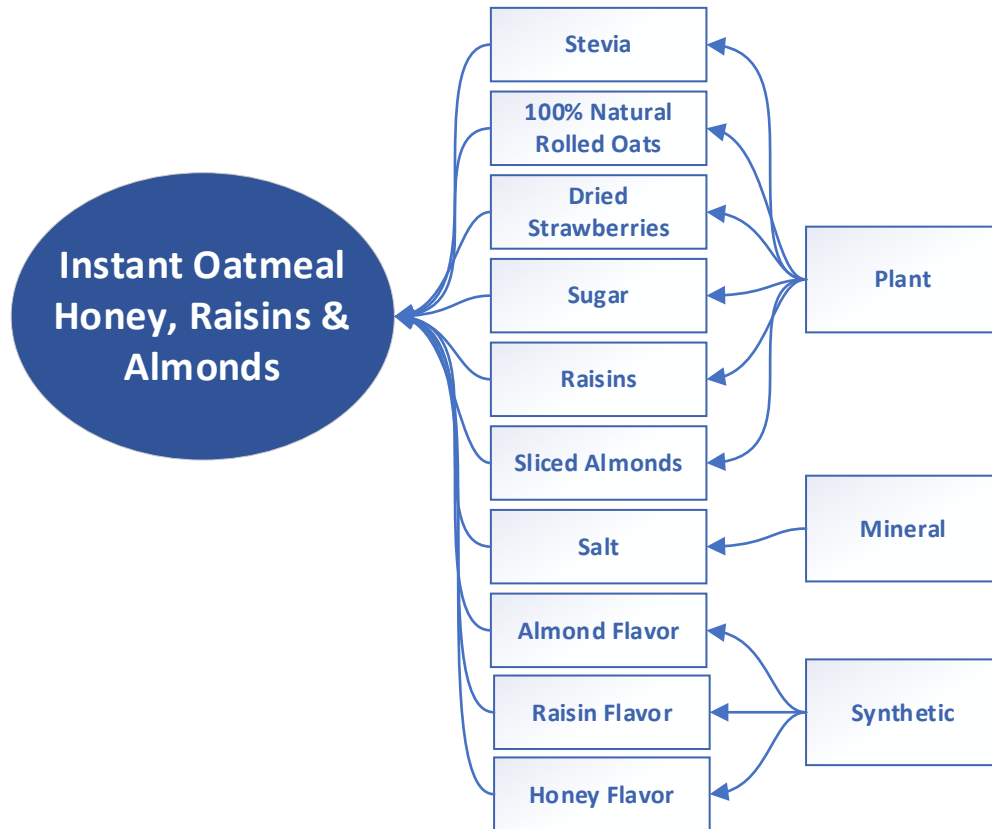 Instant Oatmeal
Honey, Raisins &
Almonds
Stevia
100% Natural
Rolled Oats
Dried
Strawberries
Sugar
Raisins
Sliced Almonds
Salt
Almond Flavor
Raisin Flavor
Honey Flavor
Plant
Mineral
Synthetic